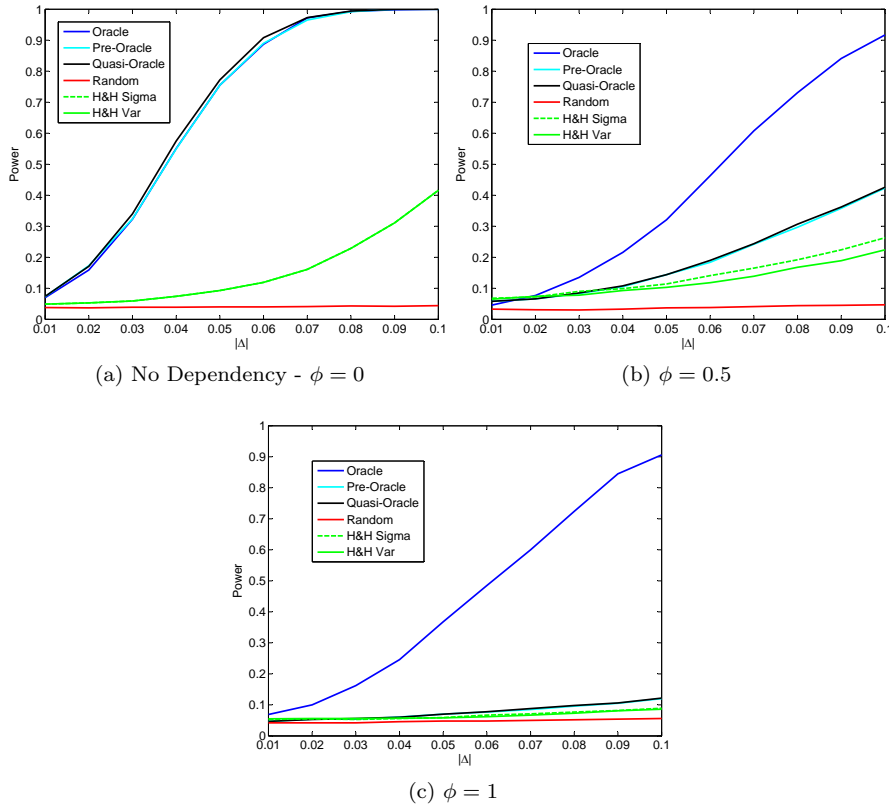 1
0.9
0.8
0.7
0.6
0.5
0.4
0.3
0.2
0.1
0
Power
Oracle
Pre-Oracle
Quasi-Oracle
Random
H&H Sigma
H&H Var
0.01 0.02 0.03 0.04 0.05 0.06 0.07 0.08 0.09 0.1
|Δ|
(a) No Dependency - ϕ = 0
1
0.9
0.8
0.7
0.6
0.5
0.4
0.3
0.2
0.1
0
Power
Oracle
Pre-Oracle
Quasi-Oracle
Random
H&H Sigma
H&H Var
0.01 0.02 0.03 0.04 0.05 0.06 0.07 0.08 0.09 0.1
|Δ|
(b) ϕ = 0.5
1
0.9
0.8
0.7
0.6
0.5
0.4
0.3
0.2
0.1
0
Power
Oracle
Pre-Oracle
Quasi-Oracle
Random
H&H Sigma
H&H Var
0.01 0.02 0.03 0.04 0.05 0.06 0.07 0.08 0.09 0.1
|Δ|
(c) ϕ = 1